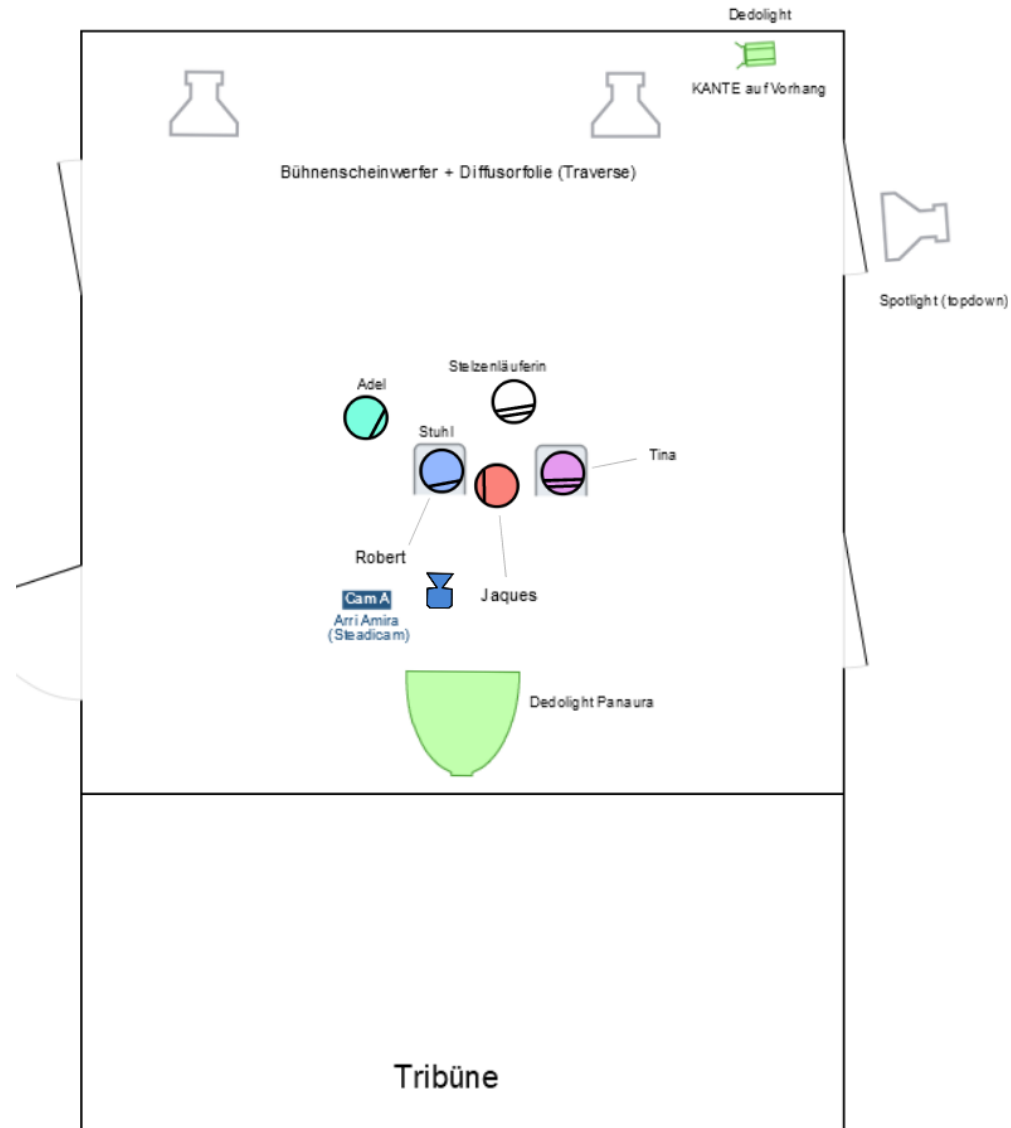 Dedolight
KANTE auf Vorhang
Bühnenscheinwerfer + Diffusorfolie (Traverse)
Spotlight (topdown)
Stelzenläuferin
Adel
Stuhl
Tina
Robert
Jaques
Cam A
Arri Amira
(Steadicam)
Dedolight Panaura
Tribüne